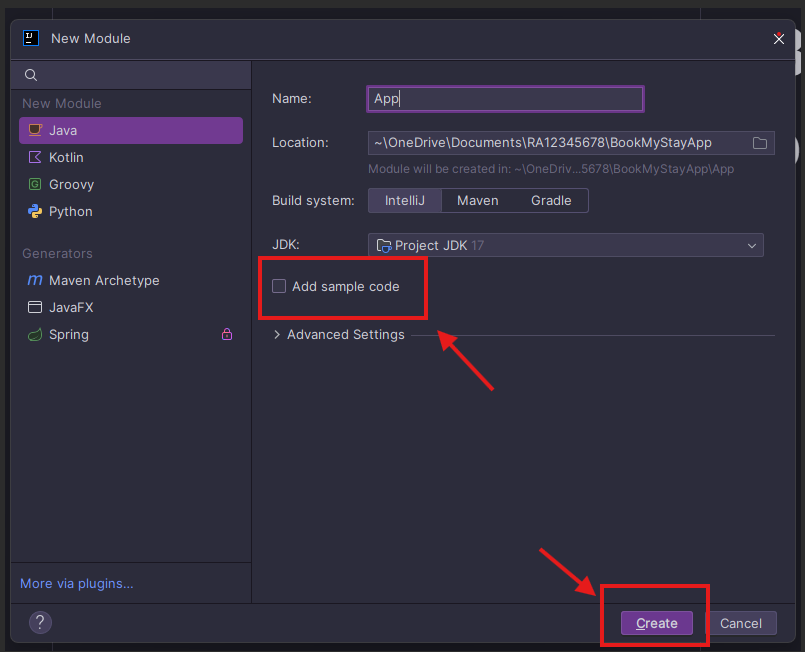 New Module
New Module
Java
Kotlin
Groovy
Python
Generators
Maven Archetype
JavaFX
Spring
More via plugins...
Name:
App
Location:
~\OneDrive\Documents\RA12345678\BookMyStayApp
Module will be created in: ~\OneDriv...5678\BookMyStayApp\App
Build system:
IntelliJ Maven Gradle
JDK:
Project JDK 17
Add sample code
Advanced Settings
?
Create Cancel